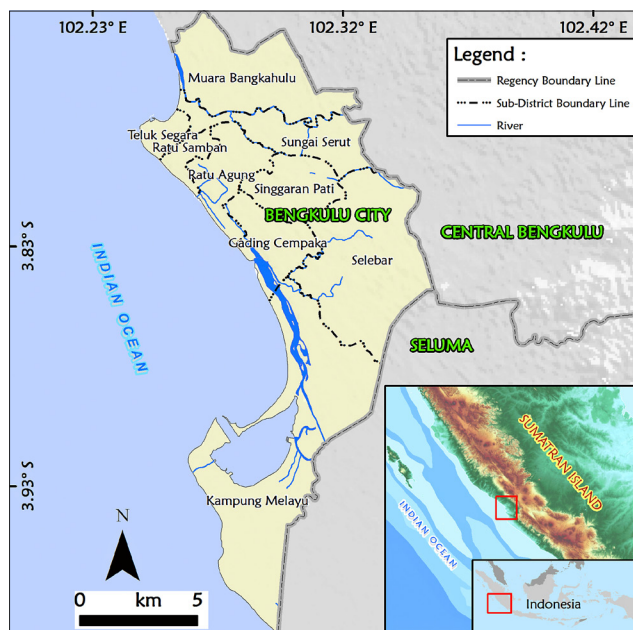 102.23° E
102.32° E
102.42° E
Legend :
Regency Boundary Line
Sub-District Boundary Line
River
Muara Bangkahulu
Teluk Segara
Ratu Samban
Sungai Serut
Ratu Agung
Singgaran Pati
BENGKULU CITY
CENTRAL BENGKULU
Gading Cempaka
Selebar
3.83° S
INDIAN OCEAN
SELUMA
SUMATRAN ISLAND
3.93° S
Kampung Melayu
INDIAN OCEAN
N
0 km 5
Indonesia